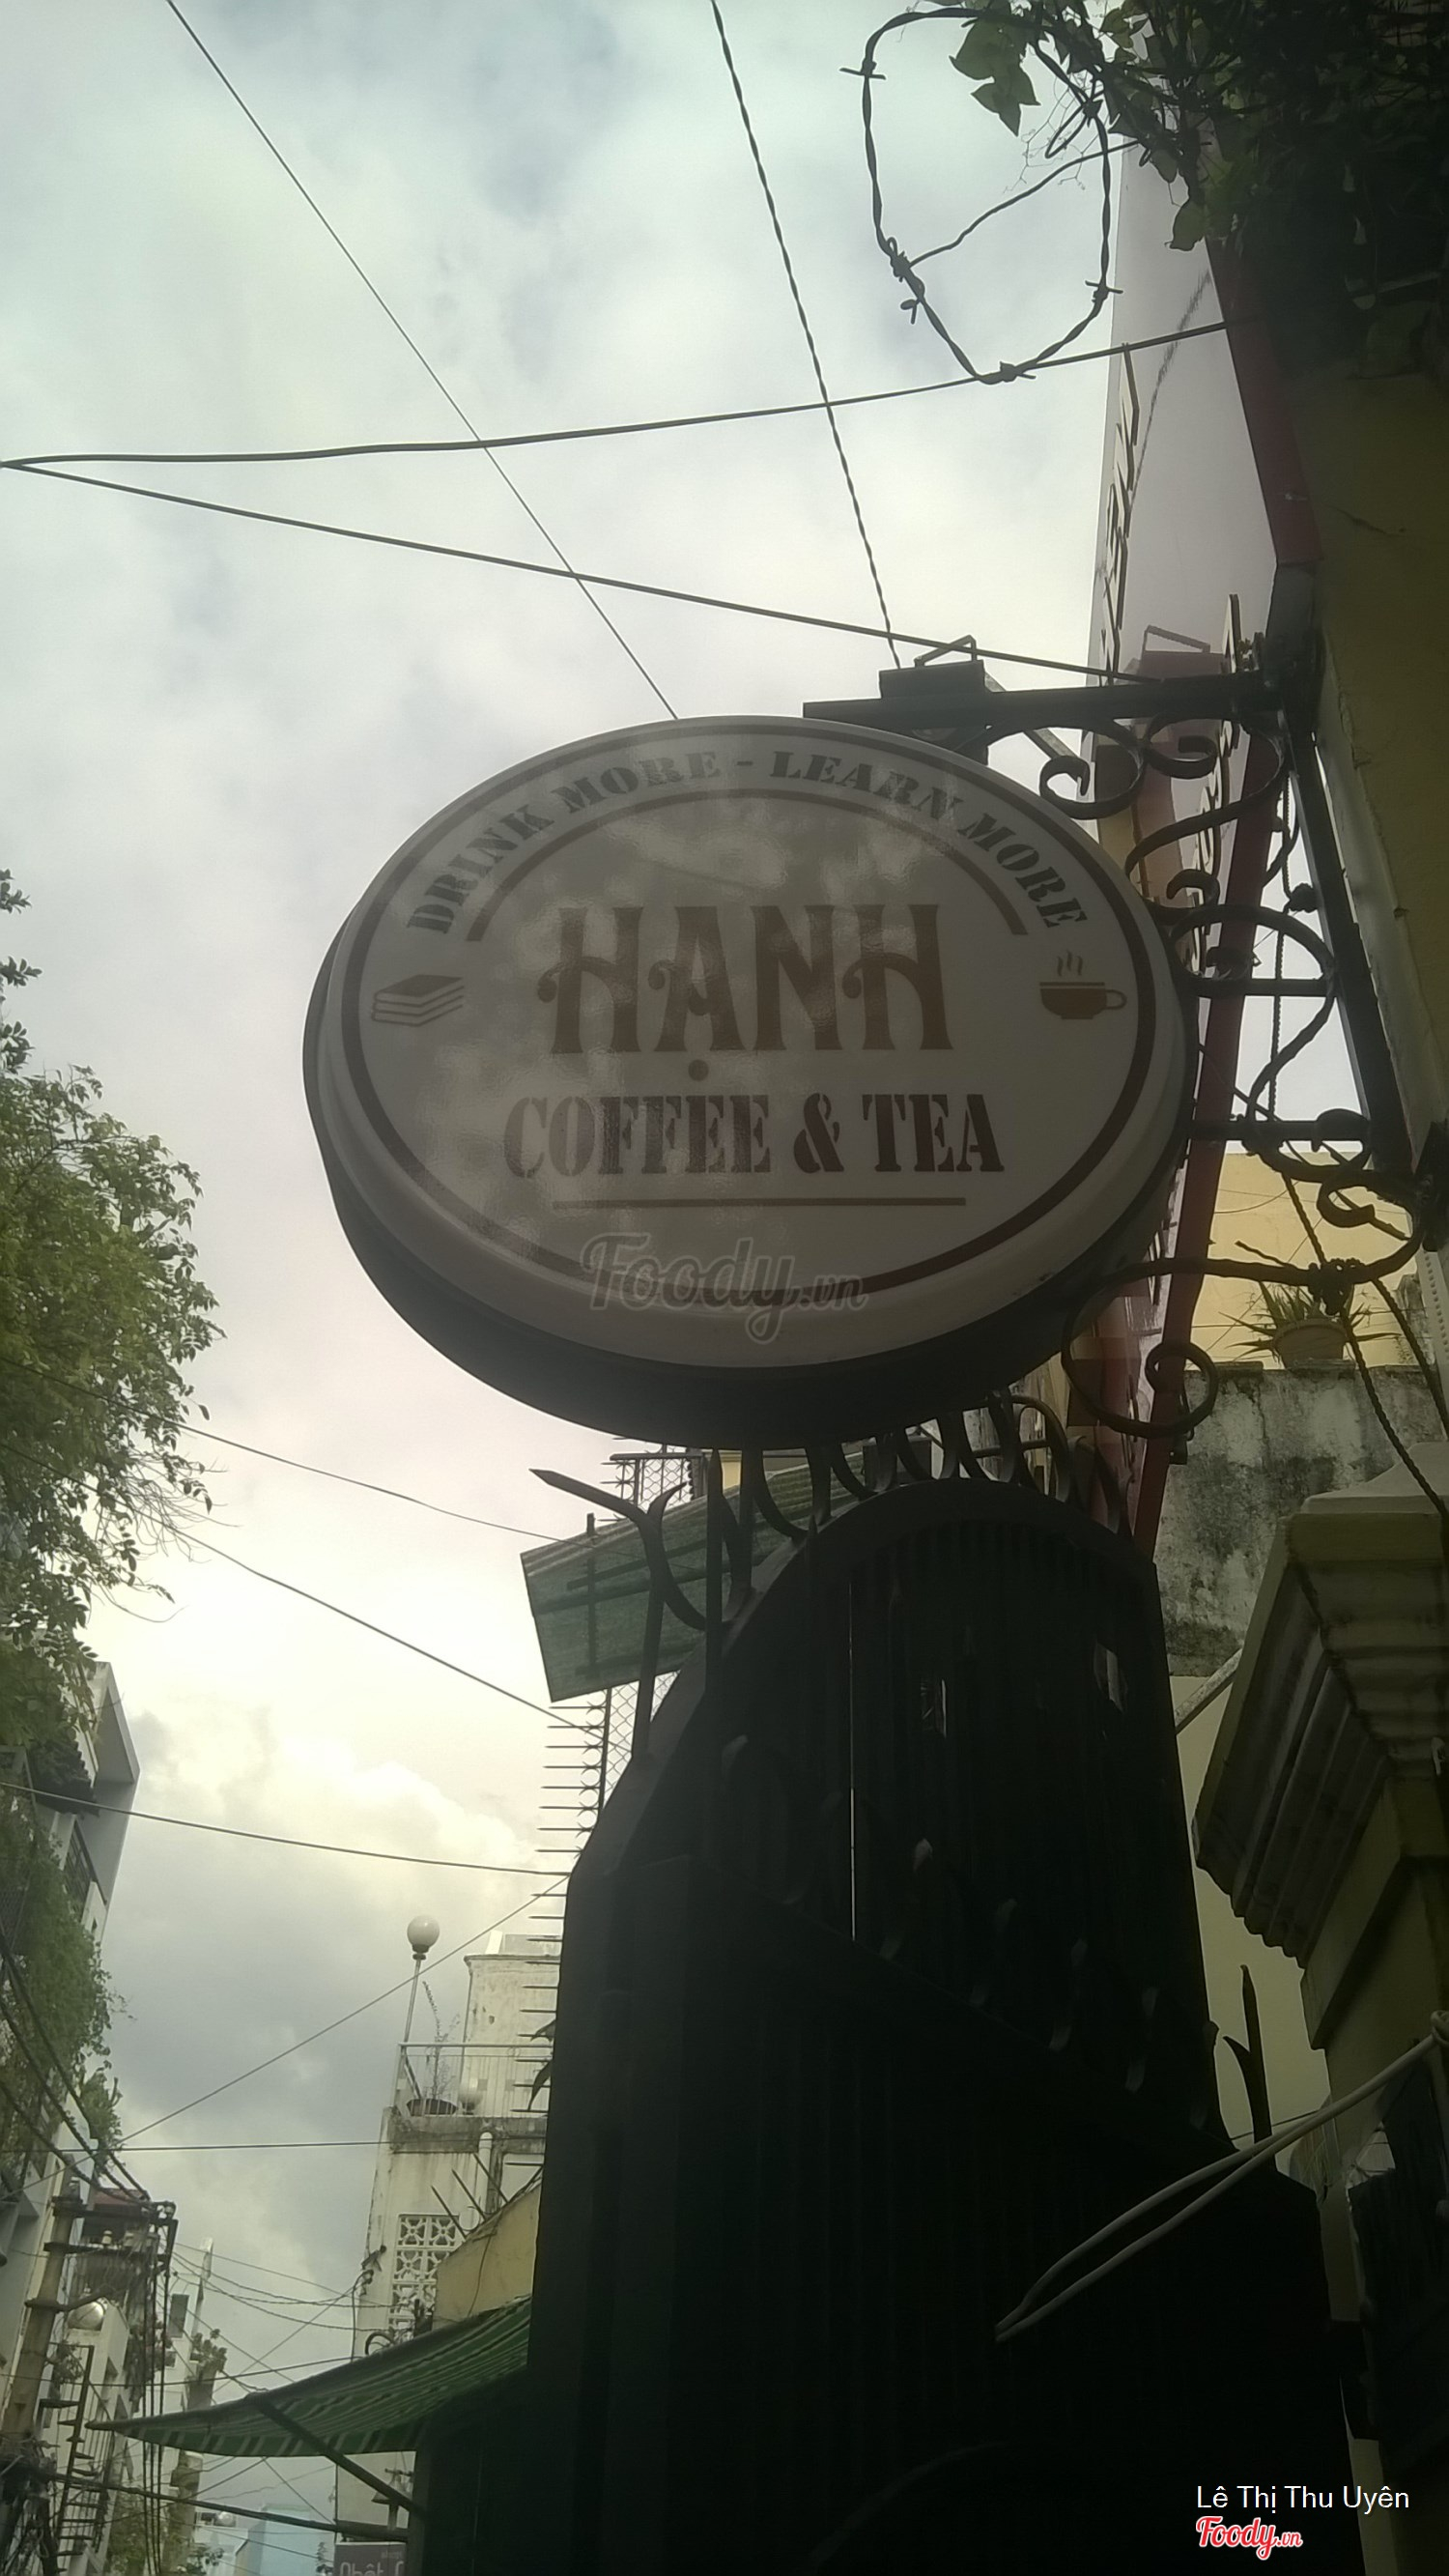 DRINK MORE - LEARN MORE
HẠNH
COFFEE & TEA
Foody.vn
Lê Thị Thu Uyên
Foody.vn